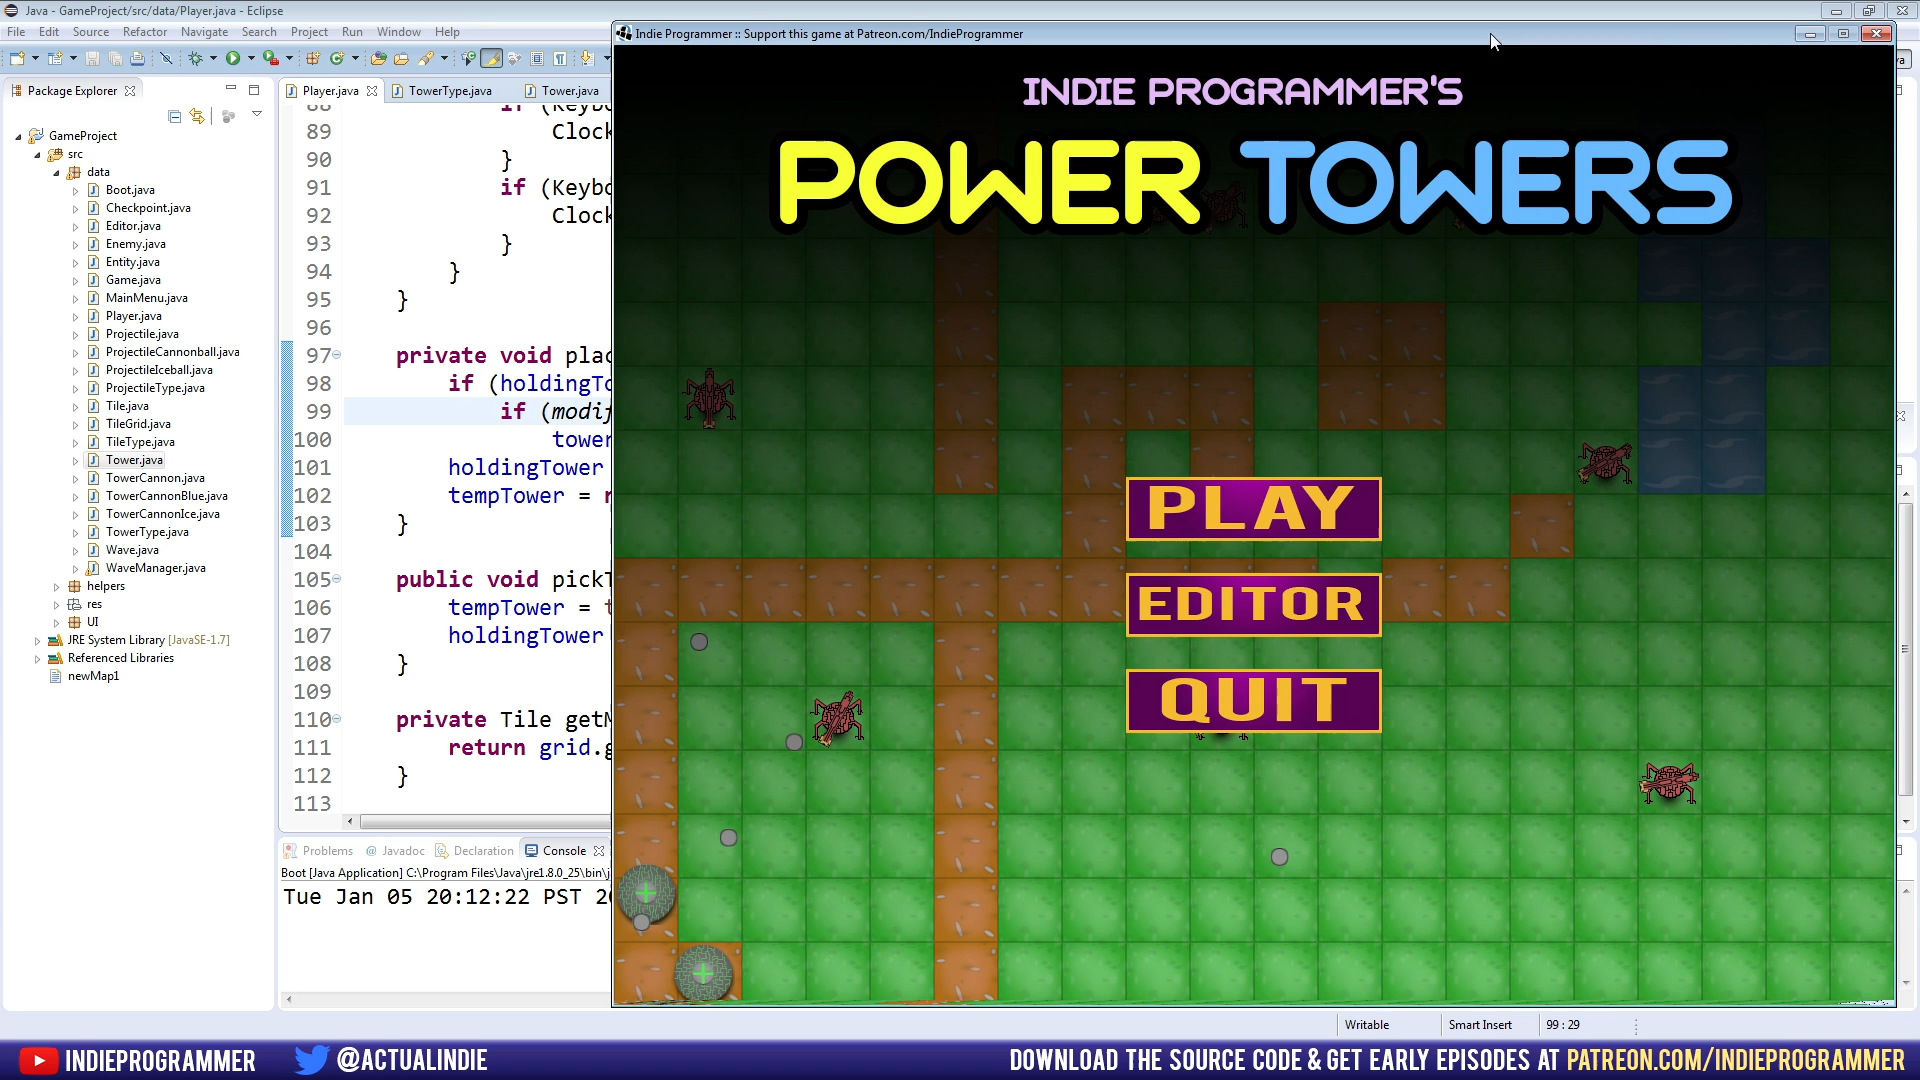 Java - GameProject/src/data/Player.java - Eclipse
File Edit Source Refactor Navigate Search Project Run Window Help
Package Explorer
GameProject
src
data
Boot.java
Checkpoint.java
Editor.java
Enemy.java
Entity.java
Game.java
MainMenu.java
Player.java
Projectile.java
ProjectileCannonball.java
ProjectileIceball.java
ProjectileType.java
Tile.java
TileGrid.java
TileType.java
Tower.java
TowerCannon.java
TowerCannonBlue.java
TowerCannonIce.java
TowerType.java
Wave.java
WaveManager.java
helpers
res
UI
JRE System Library [JavaSE-1.7]
Referenced Libraries
newMap1
Player.java TowerType.java Tower.java
88 if (Keybo
89 Clock
90 }
91 if (Keybo
92 Clock
93 }
94 }
95 }
96
97 private void plac
98 if (holdingTo
99 if (modif
100 tower
101 holdingTower
102 tempTower = n
103 }
104
105 public void pickT
106 tempTower = t
107 holdingTower
108 }
109
110 private Tile getM
111 return grid.g
112 }
113
Problems @ Javadoc Declaration Console
Boot [Java Application] C:\Program Files\Java\jre1.8.0_25\bin\j
Tue Jan 05 20:12:22 PST 20
Indie Programmer :: Support this game at Patreon.com/IndieProgrammer
INDIE PROGRAMMER'S
POWER TOWERS
PLAY
EDITOR
QUIT
Writable Smart Insert 99 : 29
INDIEPROGRAMMER @ACTUALINDIE DOWNLOAD THE SOURCE CODE & GET EARLY EPISODES AT PATREON.COM/INDIEPROGRAMMER